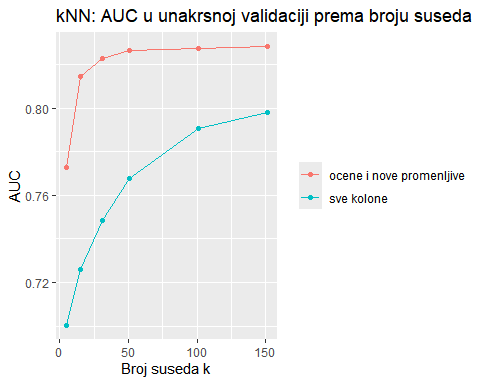 kNN: AUC u unakrsnoj validaciji prema broju suseda
AUC
0.80
0.76
0.72
0
50
100
150
Broj suseda k
ocene i nove promenljive
sve kolone